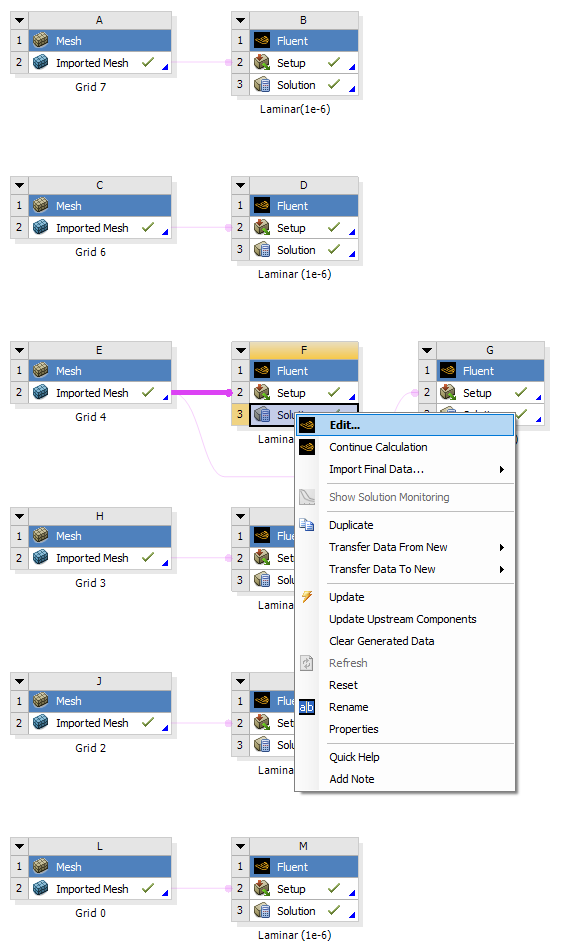 A
1 Mesh
2 Imported Mesh
Grid 7
B
1 Fluent
2 Setup
3 Solution
Laminar(1e-6)
C
1 Mesh
2 Imported Mesh
Grid 6
D
1 Fluent
2 Setup
3 Solution
Laminar (1e-6)
E
1 Mesh
2 Imported Mesh
Grid 4
F
1 Fluent
2 Setup
3
G
1 Fluent
2 Setup
Edit...
Continue Calculation
Import Final Data...
Show Solution Monitoring
Duplicate
Transfer Data From New
Transfer Data To New
Update
Update Upstream Components
Clear Generated Data
Refresh
Reset
a|b Rename
Properties
Quick Help
Add Note
H
1 Mesh
2 Imported Mesh
Grid 3
1
2
3
J
1 Mesh
2 Imported Mesh
Grid 2
1
2
3
L
1 Mesh
2 Imported Mesh
Grid 0
M
1 Fluent
2 Setup
3 Solution
Laminar (1e-6)